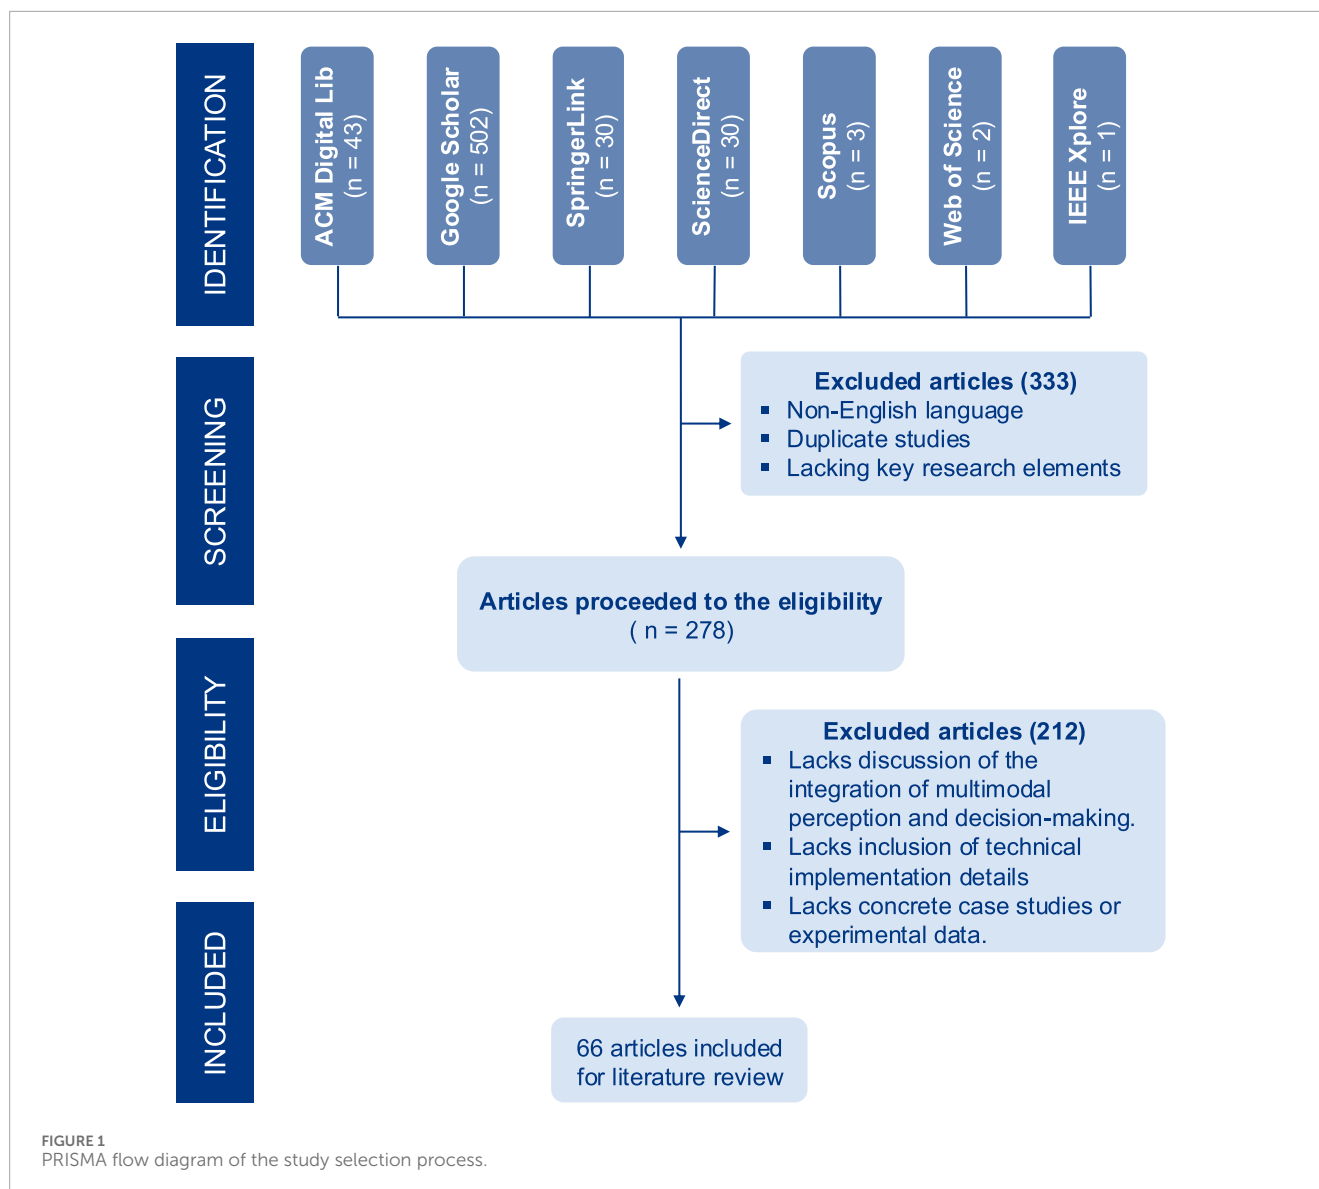 IDENTIFICATION
ACM Digital Lib
(n = 43)
Google Scholar
(n = 502)
SpringerLink
(n = 30)
ScienceDirect
(n = 30)
Scopus
(n = 3)
Web of Science
(n = 2)
IEEE Xplore
(n = 1)
SCREENING
Excluded articles (333)
▪ Non-English language
▪ Duplicate studies
▪ Lacking key research elements
Articles proceeded to the eligibility
( n = 278)
ELIGIBILITY
Excluded articles (212)
▪ Lacks discussion of the
integration of multimodal
perception and decision-making.
▪ Lacks inclusion of technical
implementation details
▪ Lacks concrete case studies or
experimental data.
INCLUDED
66 articles included
for literature review
FIGURE 1
PRISMA flow diagram of the study selection process.